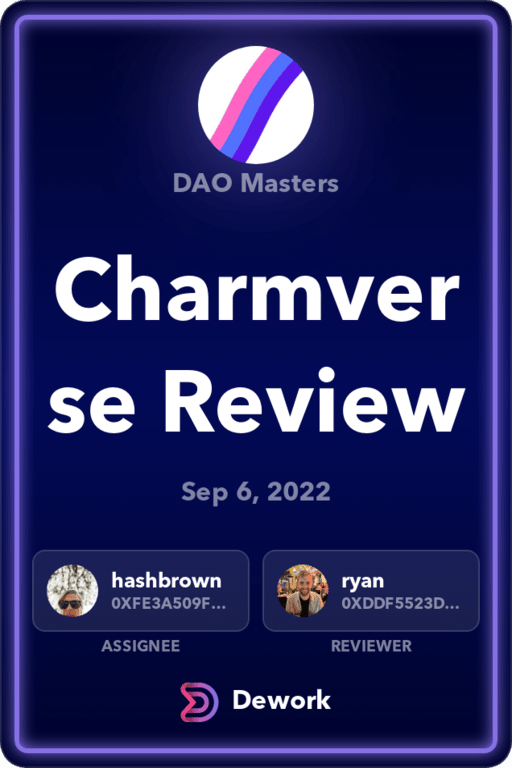 DAO Masters
Charmver
se Review
Sep 6, 2022
hashbrown
0XFE3A509F...
ryan
0XDDF5523D...
ASSIGNEE
REVIEWER
Dework